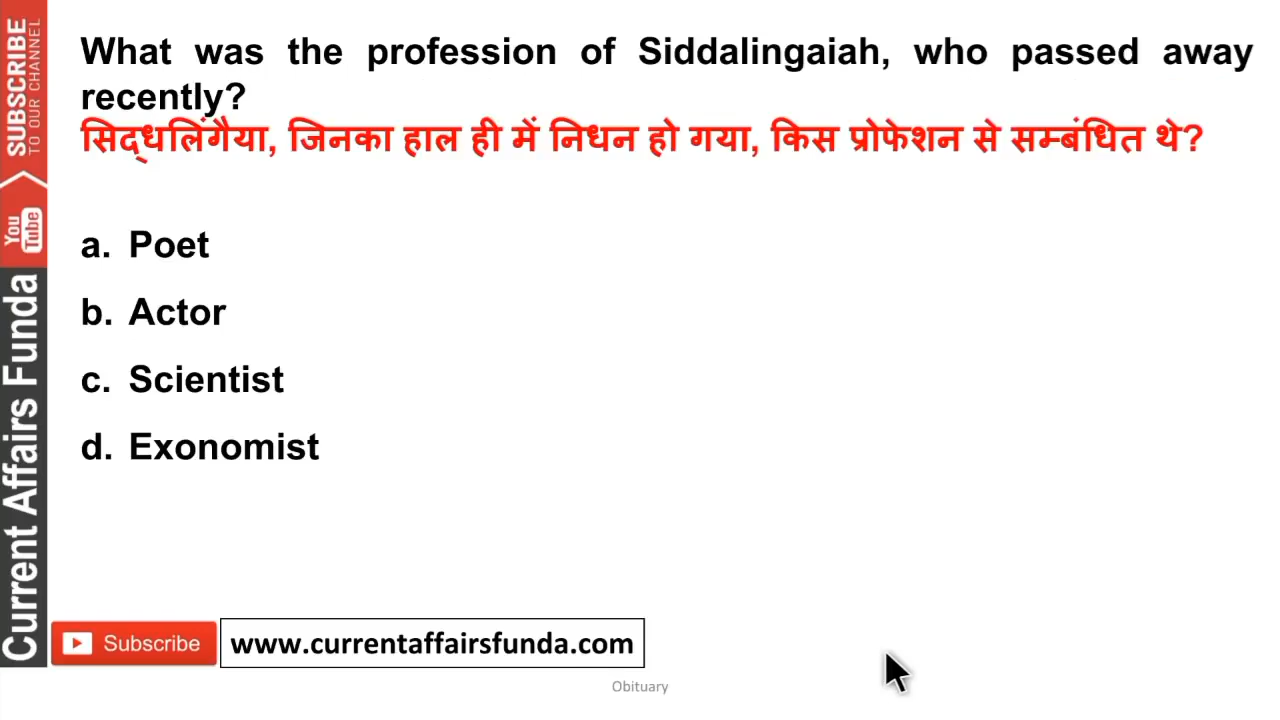 What was the profession of Siddalingaiah, who passed away
recently?
सिद्धलिंगैया, जिनका हाल ही में निधन हो गया, किस प्रोफेशन से सम्बंधित थे?
a. Poet
b. Actor
c. Scientist
d. Exonomist
SUBSCRIBE
TO OUR CHANNEL
You
Tube
Current Affairs Funda
Subscribe
www.currentaffairsfunda.com
Obituary